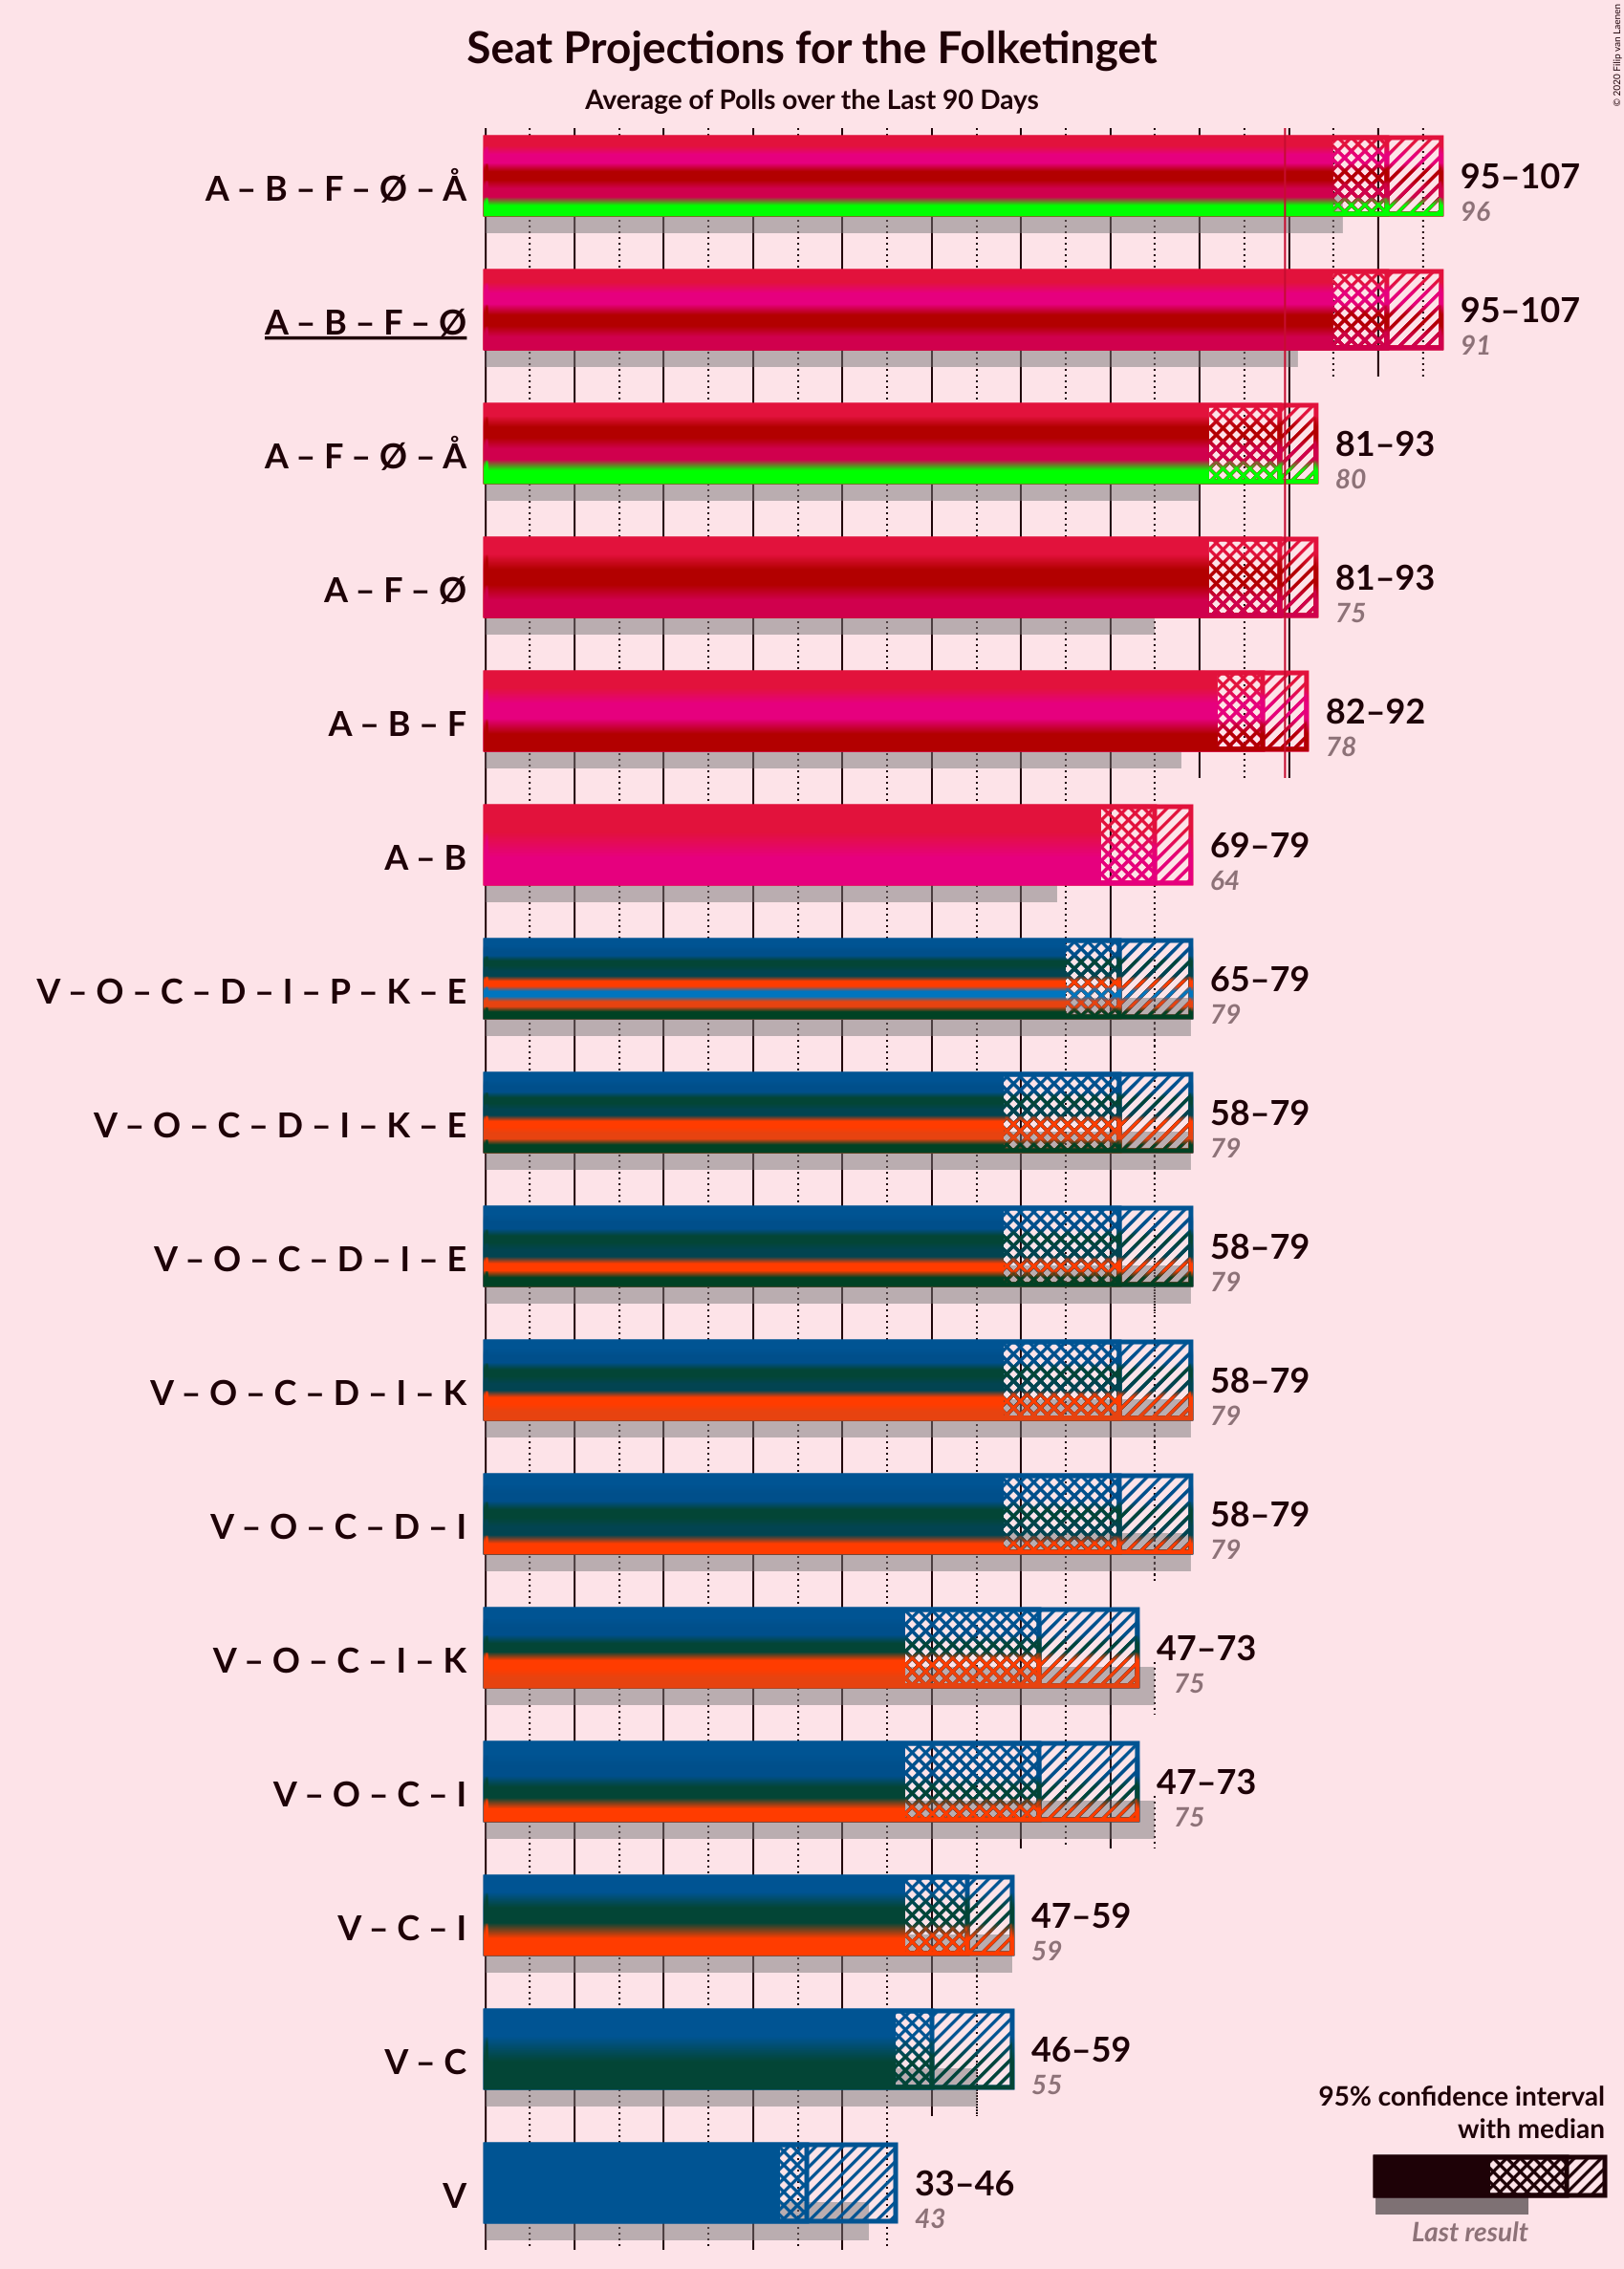 © 2020 Filip van Laenen
Seat Projections for the Folketinget
Average of Polls over the Last 90 Days
A – B – F – Ø – Å
95–107
96
A – B – F – Ø
95–107
91
A – F – Ø – Å
81–93
80
A – F – Ø
81–93
75
A – B – F
82–92
78
A – B
69–79
64
V – O – C – D – I – P – K – E
65–79
79
V – O – C – D – I – K – E
58–79
79
V – O – C – D – I – E
58–79
79
V – O – C – D – I – K
58–79
79
V – O – C – D – I
58–79
79
V – O – C – I – K
47–73
75
V – O – C – I
47–73
75
V – C – I
47–59
59
V – C
46–59
55
V
33–46
43
95% confidence interval
with median
Last result